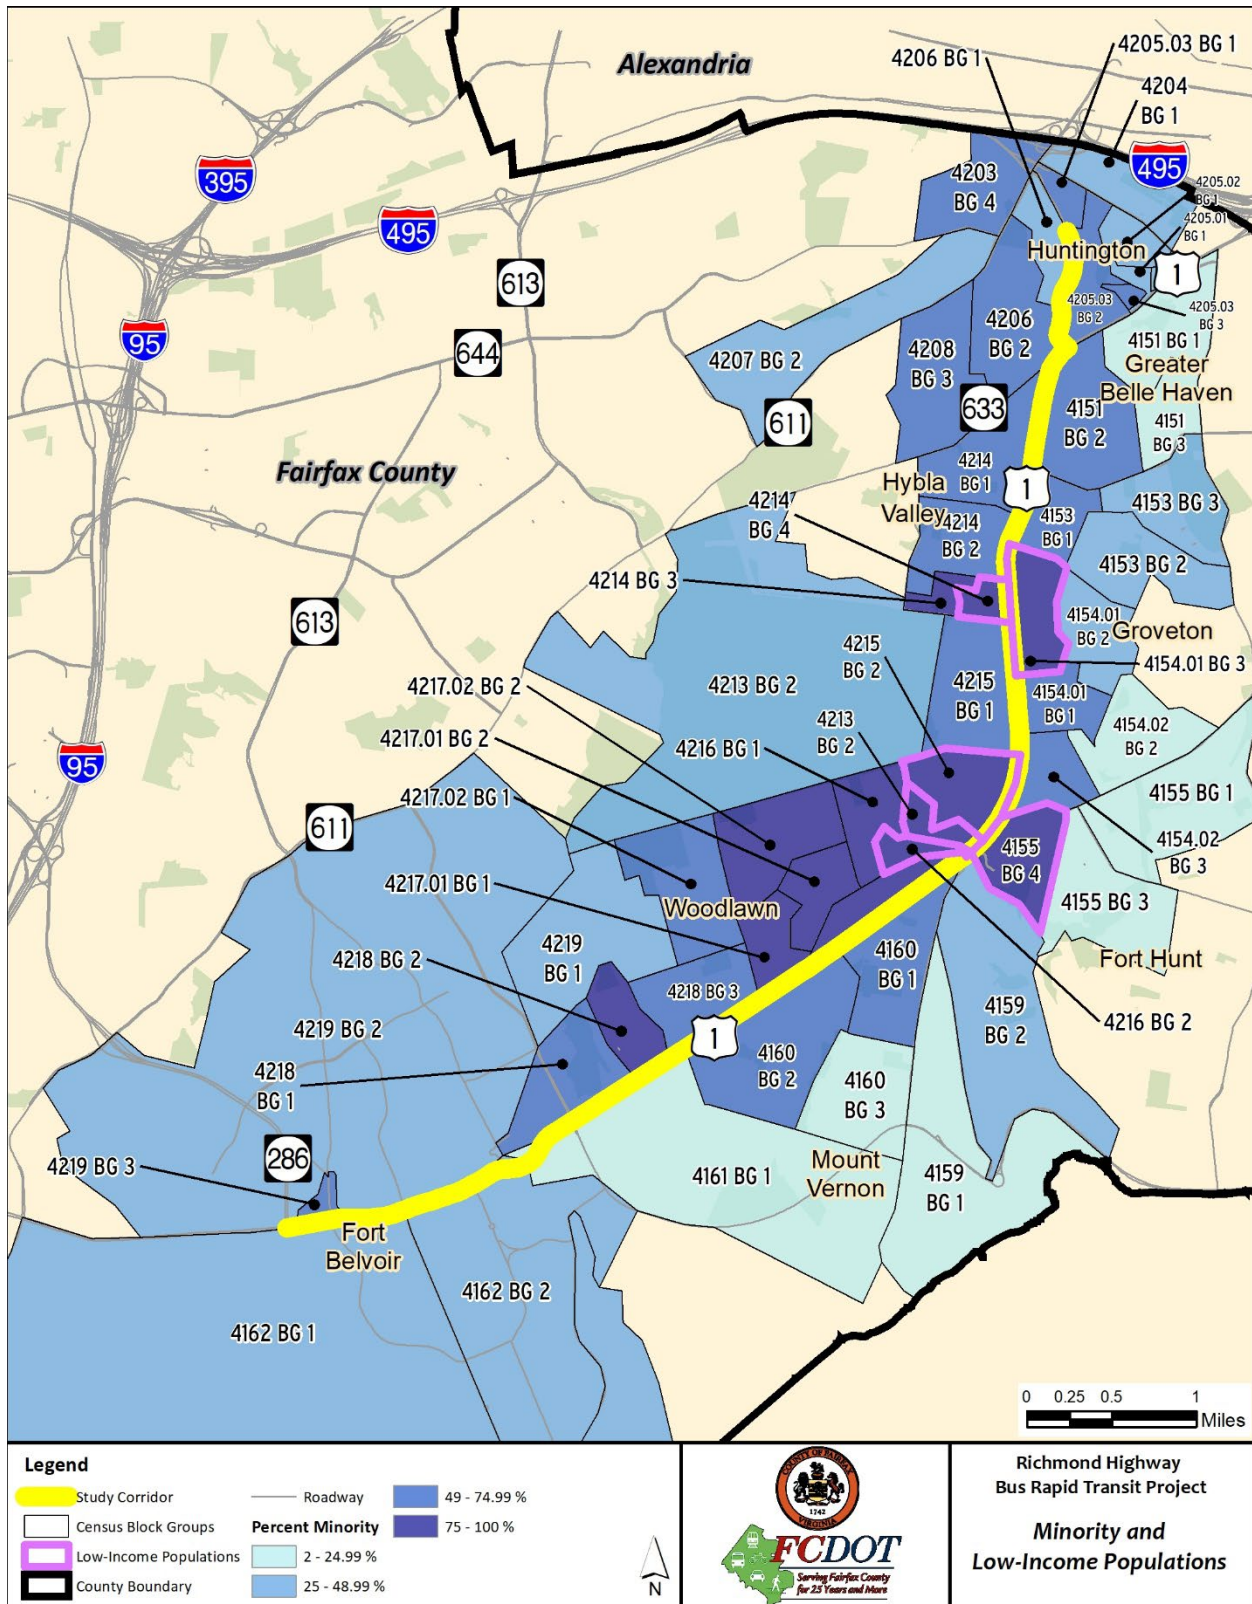 Alexandria
4206 BG 1
4205.03 BG 1
4204
BG 1
395
495
495
4203
BG 4
4205.02
BG 1
4205.01
BG 1
Huntington
1
613
4205.03
BG 2
4205.03
BG 3
95
644
4206
BG 2
4151 BG 1
4207 BG 2
4208
BG 3
Greater
Belle Haven
611
633
4151
BG 2
4151
BG 3
Fairfax County
4214
BG 1
1
Hybla
Valley
4153 BG 3
4214
BG 4
4214
BG 2
4153
BG 1
4153 BG 2
4214 BG 3
613
4154.01
BG 2
Groveton
4154.01 BG 3
4215
BG 2
4217.02 BG 2
4213 BG 2
4215
BG 1
4154.01
BG 1
4217.01 BG 2
4213
BG 2
4154.02
BG 2
4216 BG 1
95
4217.02 BG 1
4155 BG 1
611
4154.02
BG 3
4155
BG 4
4217.01 BG 1
Woodlawn
4155 BG 3
4219
BG 1
4218 BG 2
4160
BG 1
Fort Hunt
4218 BG 3
4159
BG 2
4216 BG 2
4219 BG 2
1
4218
BG 1
4160
BG 2
4160
BG 3
286
4219 BG 3
4161 BG 1
Mount
Vernon
4159
BG 1
Fort
Belvoir
4162 BG 2
4162 BG 1
0 0.25 0.5 1
Miles
Legend
Study Corridor
Census Block Groups
Low-Income Populations
County Boundary
Roadway
Percent Minority
2 - 24.99 %
25 - 48.99 %
49 - 74.99 %
75 - 100 %
N
COUNTY OF FAIRFAX
1742
VIRGINIA
FCDOT
Serving Fairfax County
for 25 Years and More
Richmond Highway
Bus Rapid Transit Project
Minority and
Low-Income Populations